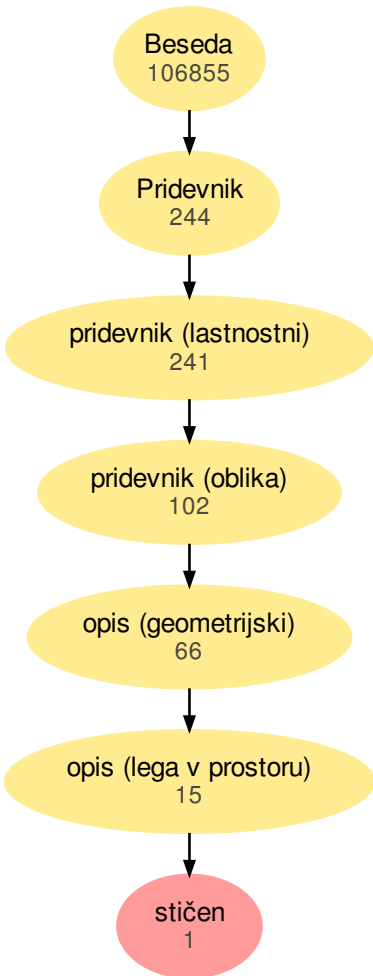 Beseda
106855
Pridevnik
244
pridevnik (lastnostni)
241
pridevnik (oblika)
102
opis (geometrijski)
66
opis (lega v prostoru)
15
stičen
1